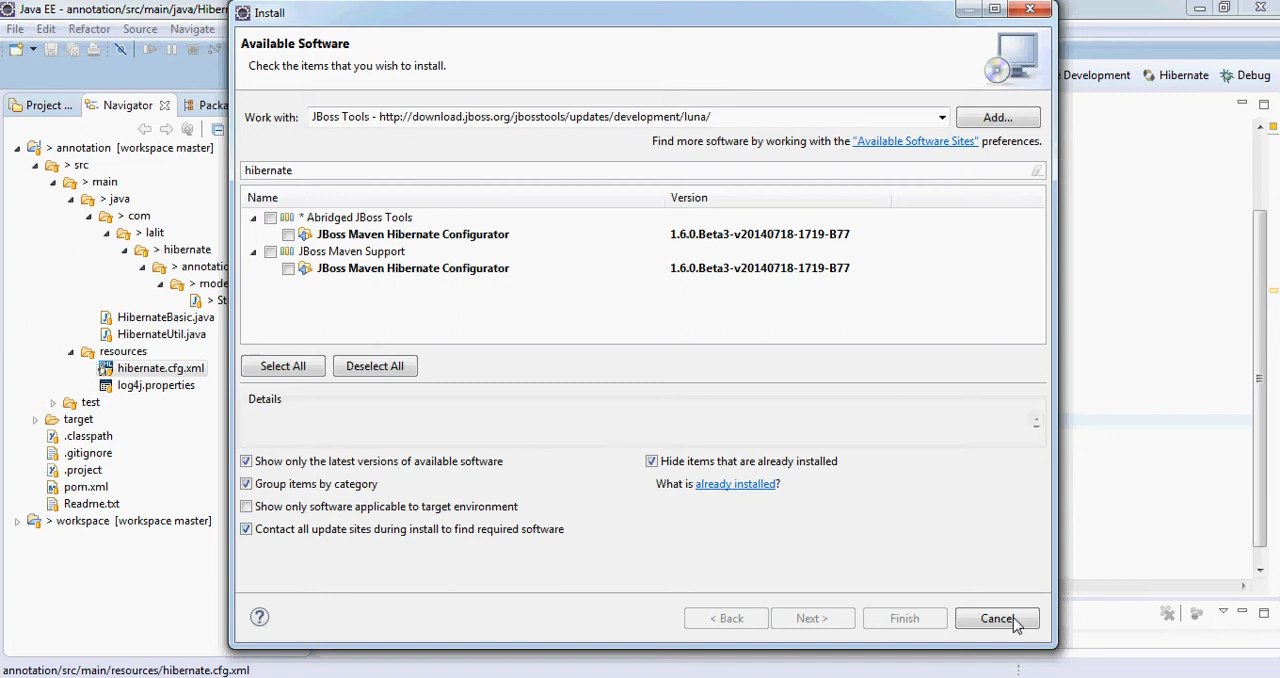 Java EE - annotation/src/main/java/Hiber
Install
File Edit Refactor Source Navigate
Available Software
Check the items that you wish to install.
Development Hibernate Debug
Project ... Navigator Packa
Work with: JBoss Tools - http://download.jboss.org/jbosstools/updates/development/luna/ Add...
Find more software by working with the "Available Software Sites" preferences.
hibernate
Name Version
* Abridged JBoss Tools
JBoss Maven Hibernate Configurator 1.6.0.Beta3-v20140718-1719-B77
JBoss Maven Support
JBoss Maven Hibernate Configurator 1.6.0.Beta3-v20140718-1719-B77
Select All Deselect All
Details
Show only the latest versions of available software
Hide items that are already installed
Group items by category
What is already installed?
Show only software applicable to target environment
Contact all update sites during install to find required software
< Back Next > Finish Cancel
> annotation [workspace master]
> src
> main
> java
> com
> lalit
> hibernate
> annotatio
> mode
> St
HibernateBasic.java
HibernateUtil.java
resources
hibernate.cfg.xml
log4j.properties
test
target
.classpath
.gitignore
.project
pom.xml
Readme.txt
> workspace [workspace master]
annotation/src/main/resources/hibernate.cfg.xml